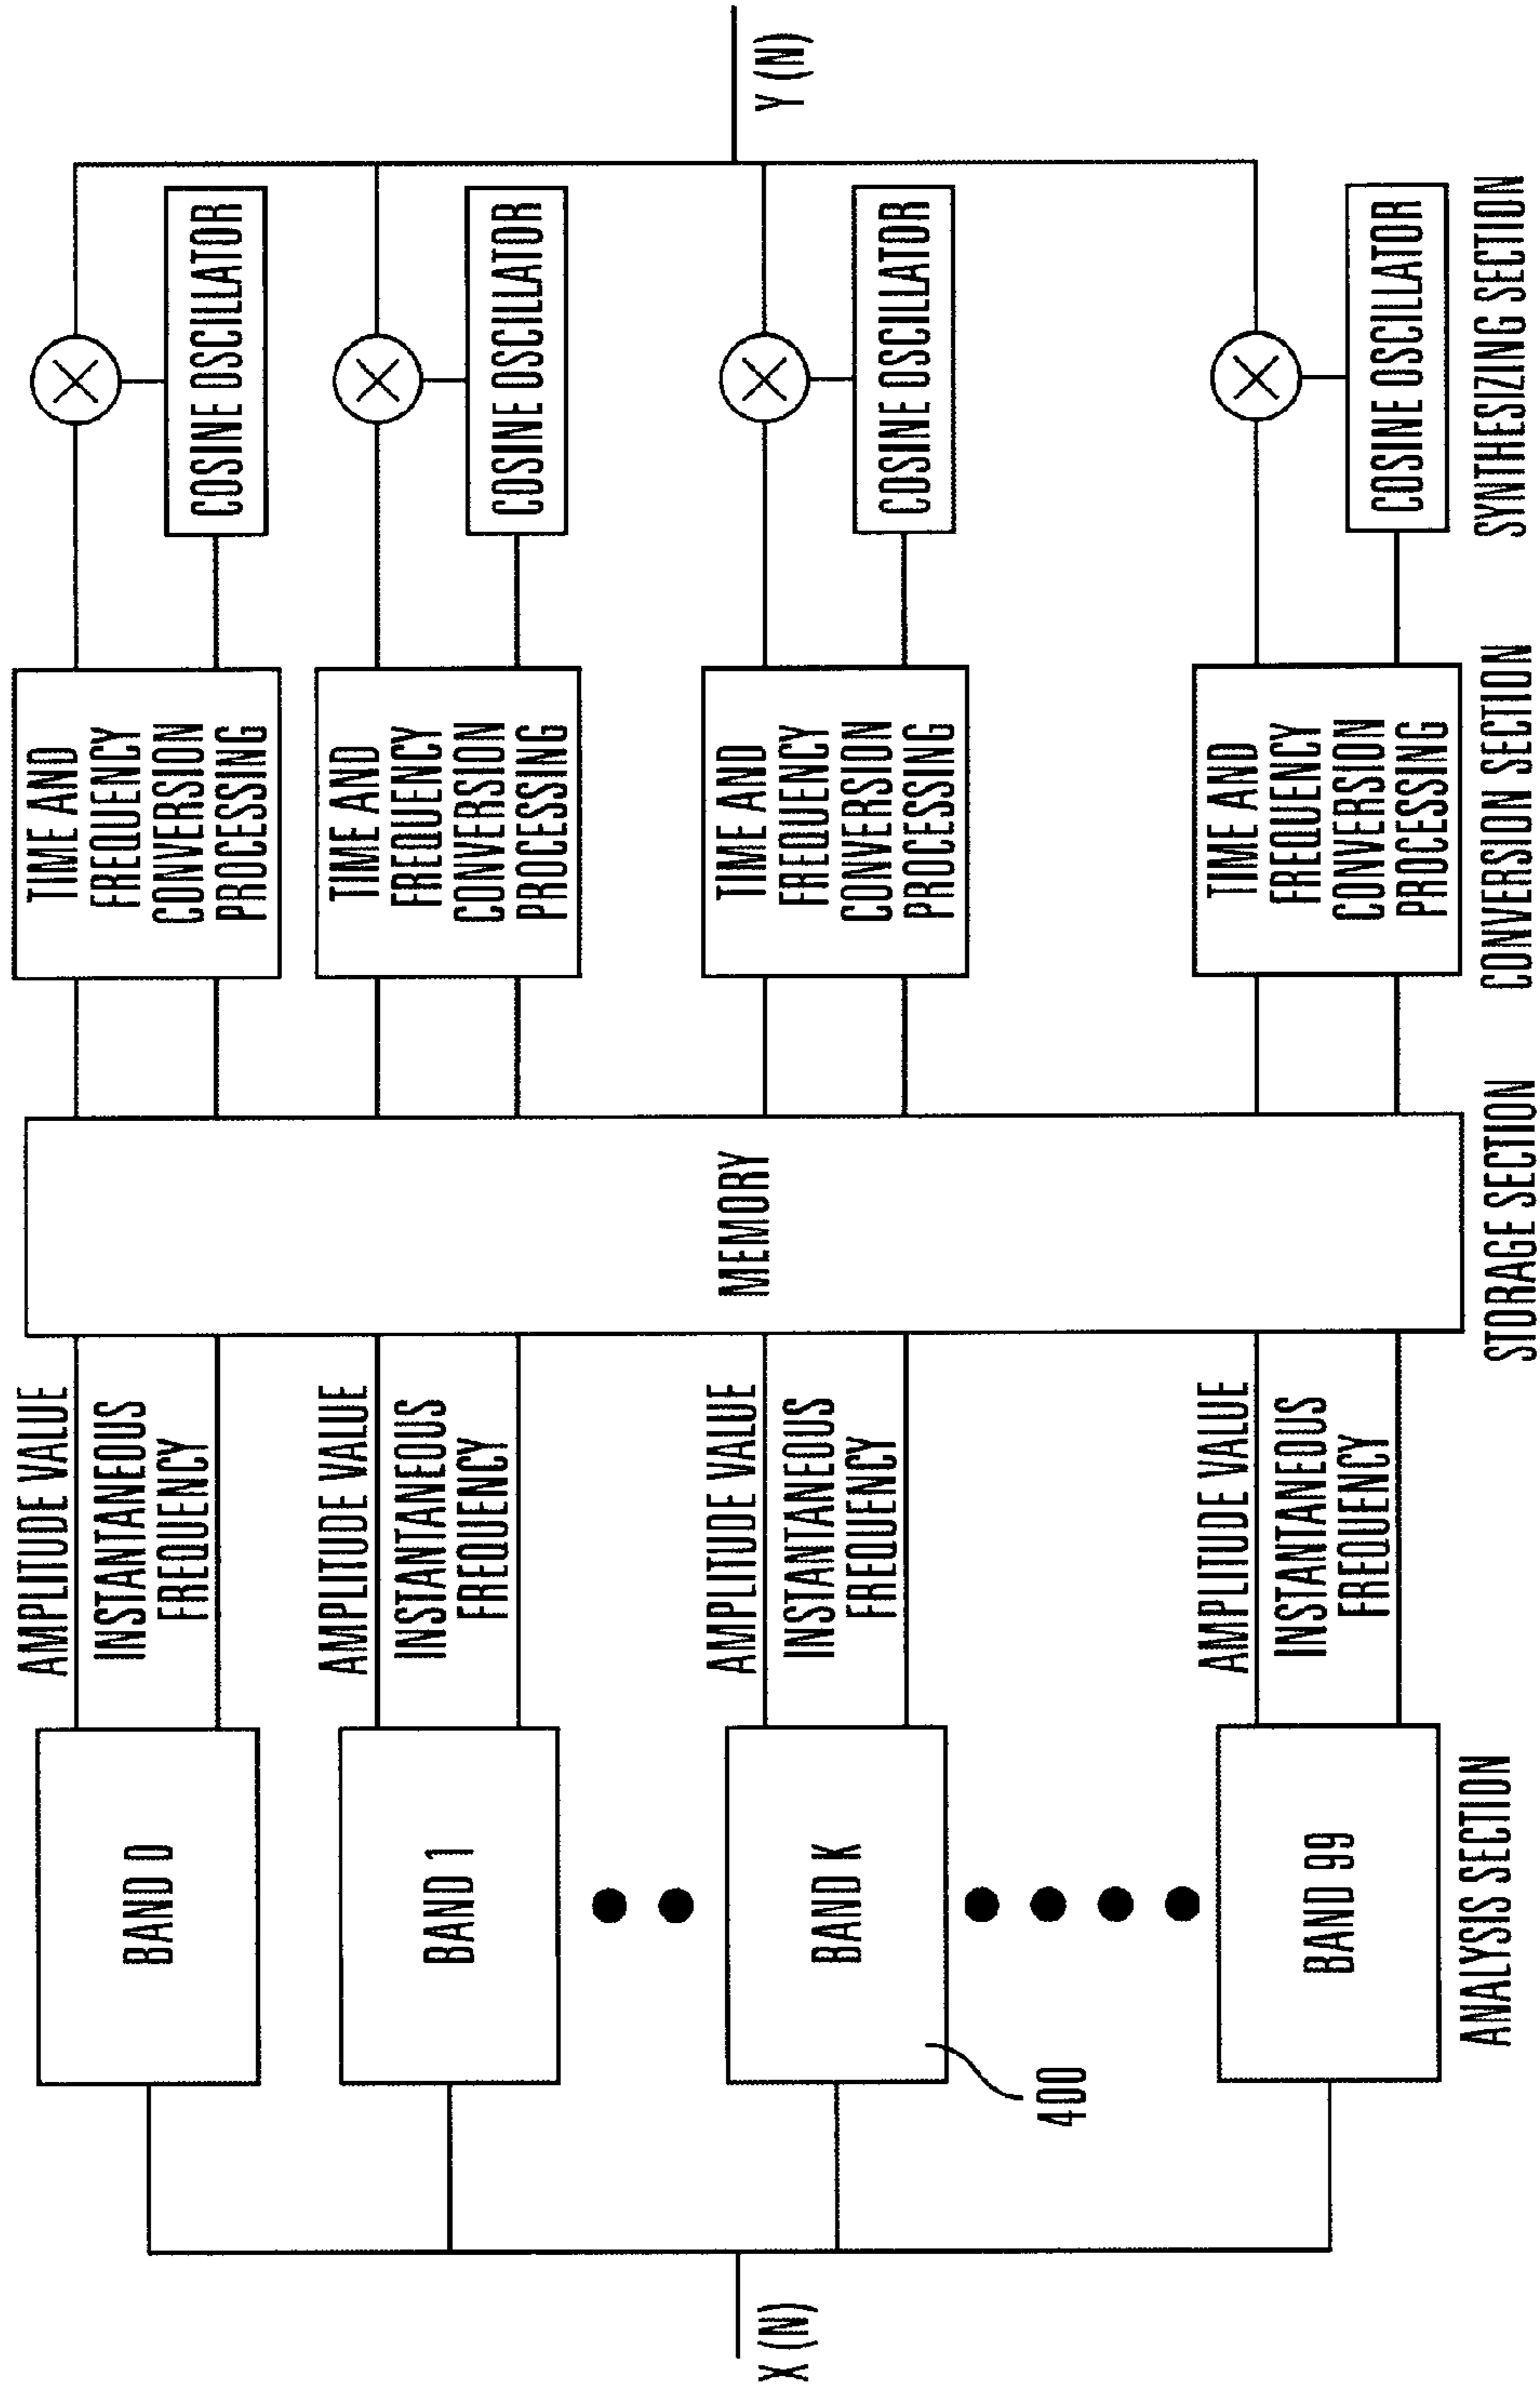 X (N)
BAND 0
AMPLITUDE VALUE
INSTANTANEOUS
FREQUENCY
TIME AND
FREQUENCY
CONVERSION
PROCESSING
COSINE OSCILLATOR
BAND 1
AMPLITUDE VALUE
INSTANTANEOUS
FREQUENCY
TIME AND
FREQUENCY
CONVERSION
PROCESSING
COSINE OSCILLATOR
BAND K
400
AMPLITUDE VALUE
INSTANTANEOUS
FREQUENCY
MEMORY
TIME AND
FREQUENCY
CONVERSION
PROCESSING
COSINE OSCILLATOR
Y (N)
BAND 99
AMPLITUDE VALUE
INSTANTANEOUS
FREQUENCY
TIME AND
FREQUENCY
CONVERSION
PROCESSING
COSINE OSCILLATOR
ANALYSIS SECTION
STORAGE SECTION
CONVERSION SECTION
SYNTHESIZING SECTION